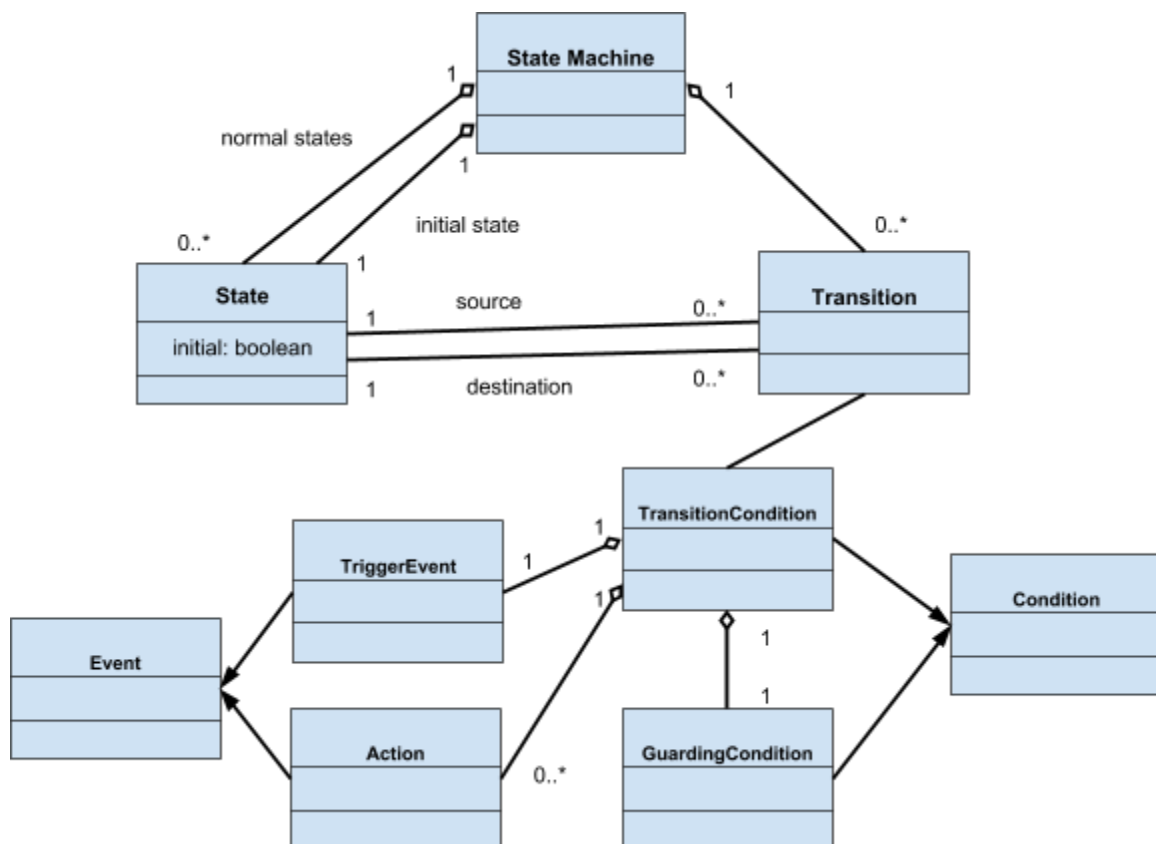 State Machine
1
1
normal states
1
initial state
0..*
0..*
1
State
Transition
source
0..*
1
initial: boolean
destination
0..*
1
TransitionCondition
1
1
TriggerEvent
1
Condition
1
Event
1
Action
GuardingCondition
0..*